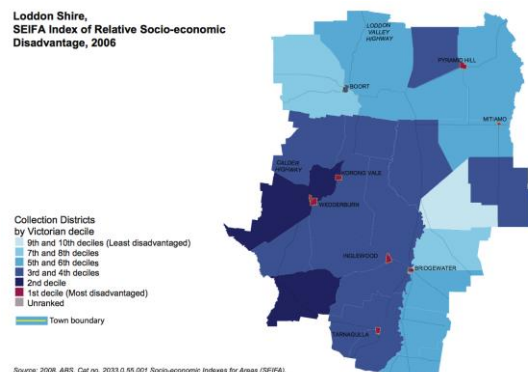 Loddon Shire,
SEIFA Index of Relative Socio-economic
Disadvantage, 2006
LODDON
VALLEY
HIGHWAY
PYRAMID HILL
BOORT
MITIAMO
CALDER
HIGHWAY
KORONG VALE
WEDDERBURN
INGLEWOOD
BRIDGEWATER
TARNAGULLA
Collection Districts
by Victorian decile
9th and 10th deciles (Least disadvantaged)
7th and 8th deciles
5th and 6th deciles
3rd and 4th deciles
2nd decile
1st decile (Most disadvantaged)
Unranked
Town boundary
Source: 2008, ABS, Cat no. 2033.0.55.001 Socio-economic Indexes for Areas (SEIFA)